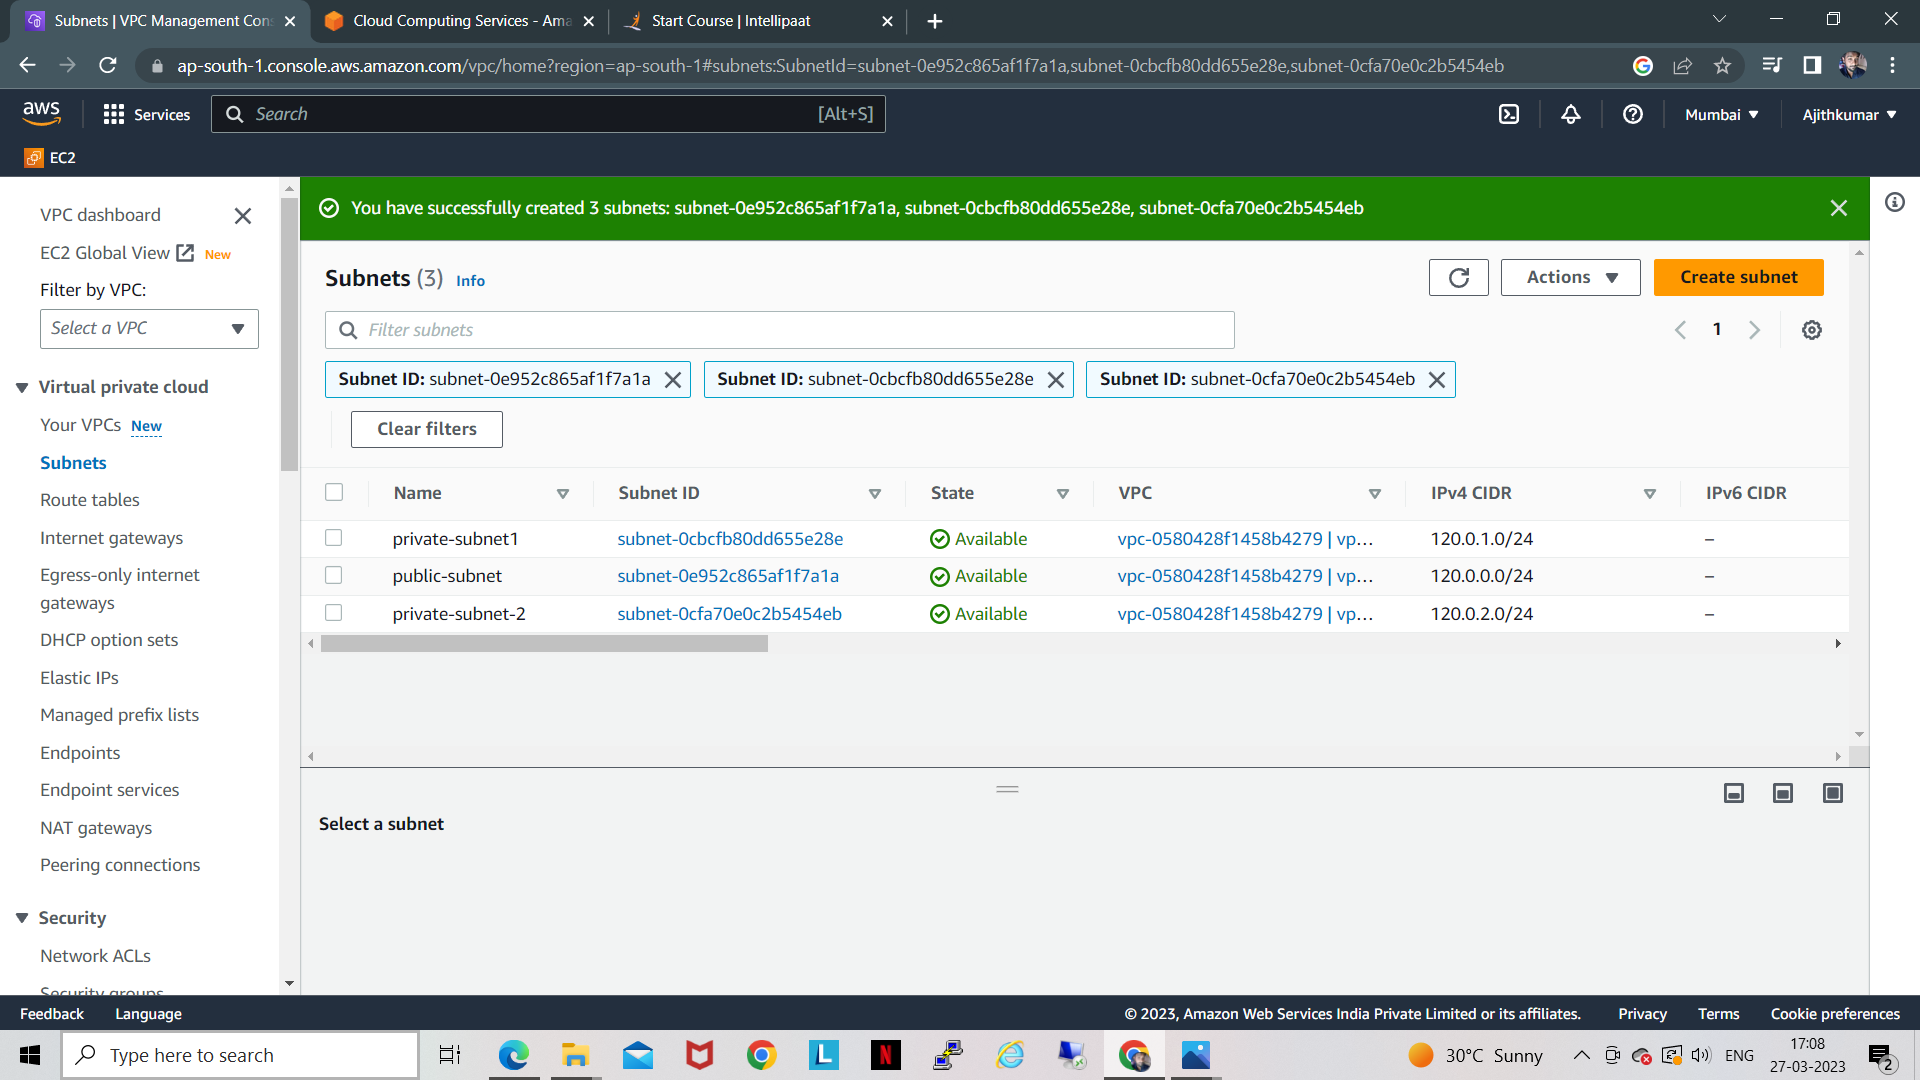 Subnets | VPC Management Con
Cloud Computing Services - Ama
Start Course | Intellipaat
ap-south-1.console.aws.amazon.com/vpc/home?region=ap-south-1#subnets:SubnetId=subnet-0e952c865af1f7a1a,subnet-0cbcfb80dd655e28e,subnet-0cfa70e0c2b5454eb
aws
Services
Search
[Alt+S]
Mumbai
Ajithkumar
EC2
VPC dashboard
EC2 Global View New
Filter by VPC:
Select a VPC
Virtual private cloud
Your VPCs New
Subnets
Route tables
Internet gateways
Egress-only internet
gateways
DHCP option sets
Elastic IPs
Managed prefix lists
Endpoints
Endpoint services
NAT gateways
Peering connections
Security
Network ACLs
Security groups
You have successfully created 3 subnets: subnet-0e952c865af1f7a1a, subnet-0cbcfb80dd655e28e, subnet-0cfa70e0c2b5454eb
Subnets (3) Info
Actions
Create subnet
Filter subnets
1
Subnet ID: subnet-0e952c865af1f7a1a
Subnet ID: subnet-0cbcfb80dd655e28e
Subnet ID: subnet-0cfa70e0c2b5454eb
Clear filters
Name Subnet ID State VPC IPv4 CIDR IPv6 CIDR
private-subnet1 subnet-0cbcfb80dd655e28e Available vpc-0580428f1458b4279 | vp... 120.0.1.0/24 –
public-subnet subnet-0e952c865af1f7a1a Available vpc-0580428f1458b4279 | vp... 120.0.0.0/24 –
private-subnet-2 subnet-0cfa70e0c2b5454eb Available vpc-0580428f1458b4279 | vp... 120.0.2.0/24 –
Select a subnet
Feedback Language © 2023, Amazon Web Services India Private Limited or its affiliates. Privacy Terms Cookie preferences
Type here to search
L
N
30°C Sunny
ENG
17:08
27-03-2023
2